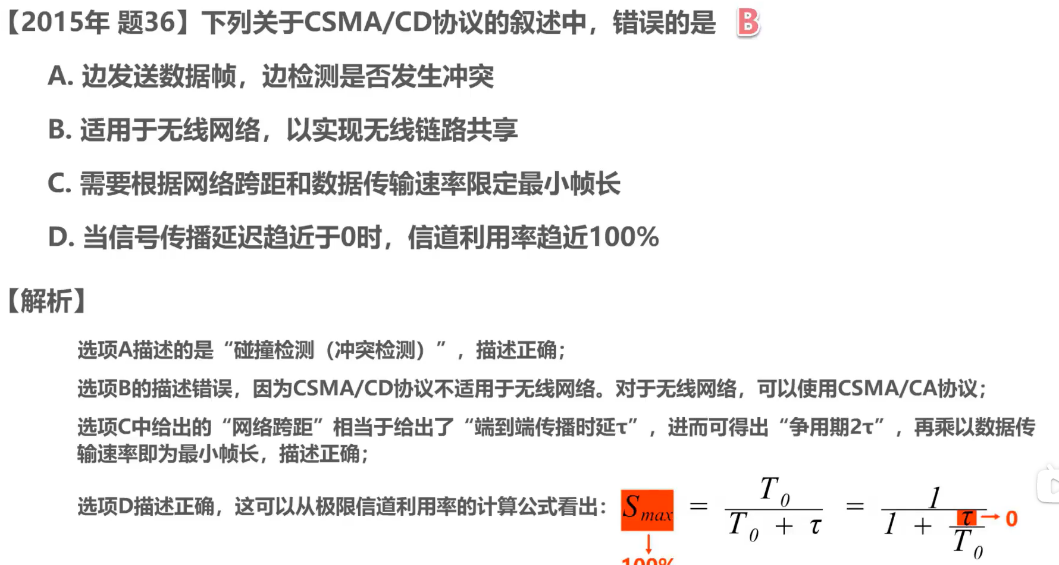 【2015年 题36】下列关于CSMA/CD协议的叙述中，错误的是 B
A. 边发送数据帧，边检测是否发生冲突
B. 适用于无线网络，以实现无线链路共享
C. 需要根据网络跨距和数据传输速率限定最小帧长
D. 当信号传播延迟趋近于0时，信道利用率趋近100%
【解析】
选项A描述的是“碰撞检测（冲突检测）”，描述正确；
选项B的描述错误，因为CSMA/CD协议不适用于无线网络。对于无线网络，可以使用CSMA/CA协议；
选项C中给出的“网络跨距”相当于给出了“端到端传播时延τ”，进而可得出“争用期2τ”，再乘以数据传
输速率即为最小帧长，描述正确；
选项D描述正确，这可以从极限信道利用率的计算公式看出： S_max = T_0 / (T_0 + τ) = 1 / (1 + τ/T_0) → 0
100%